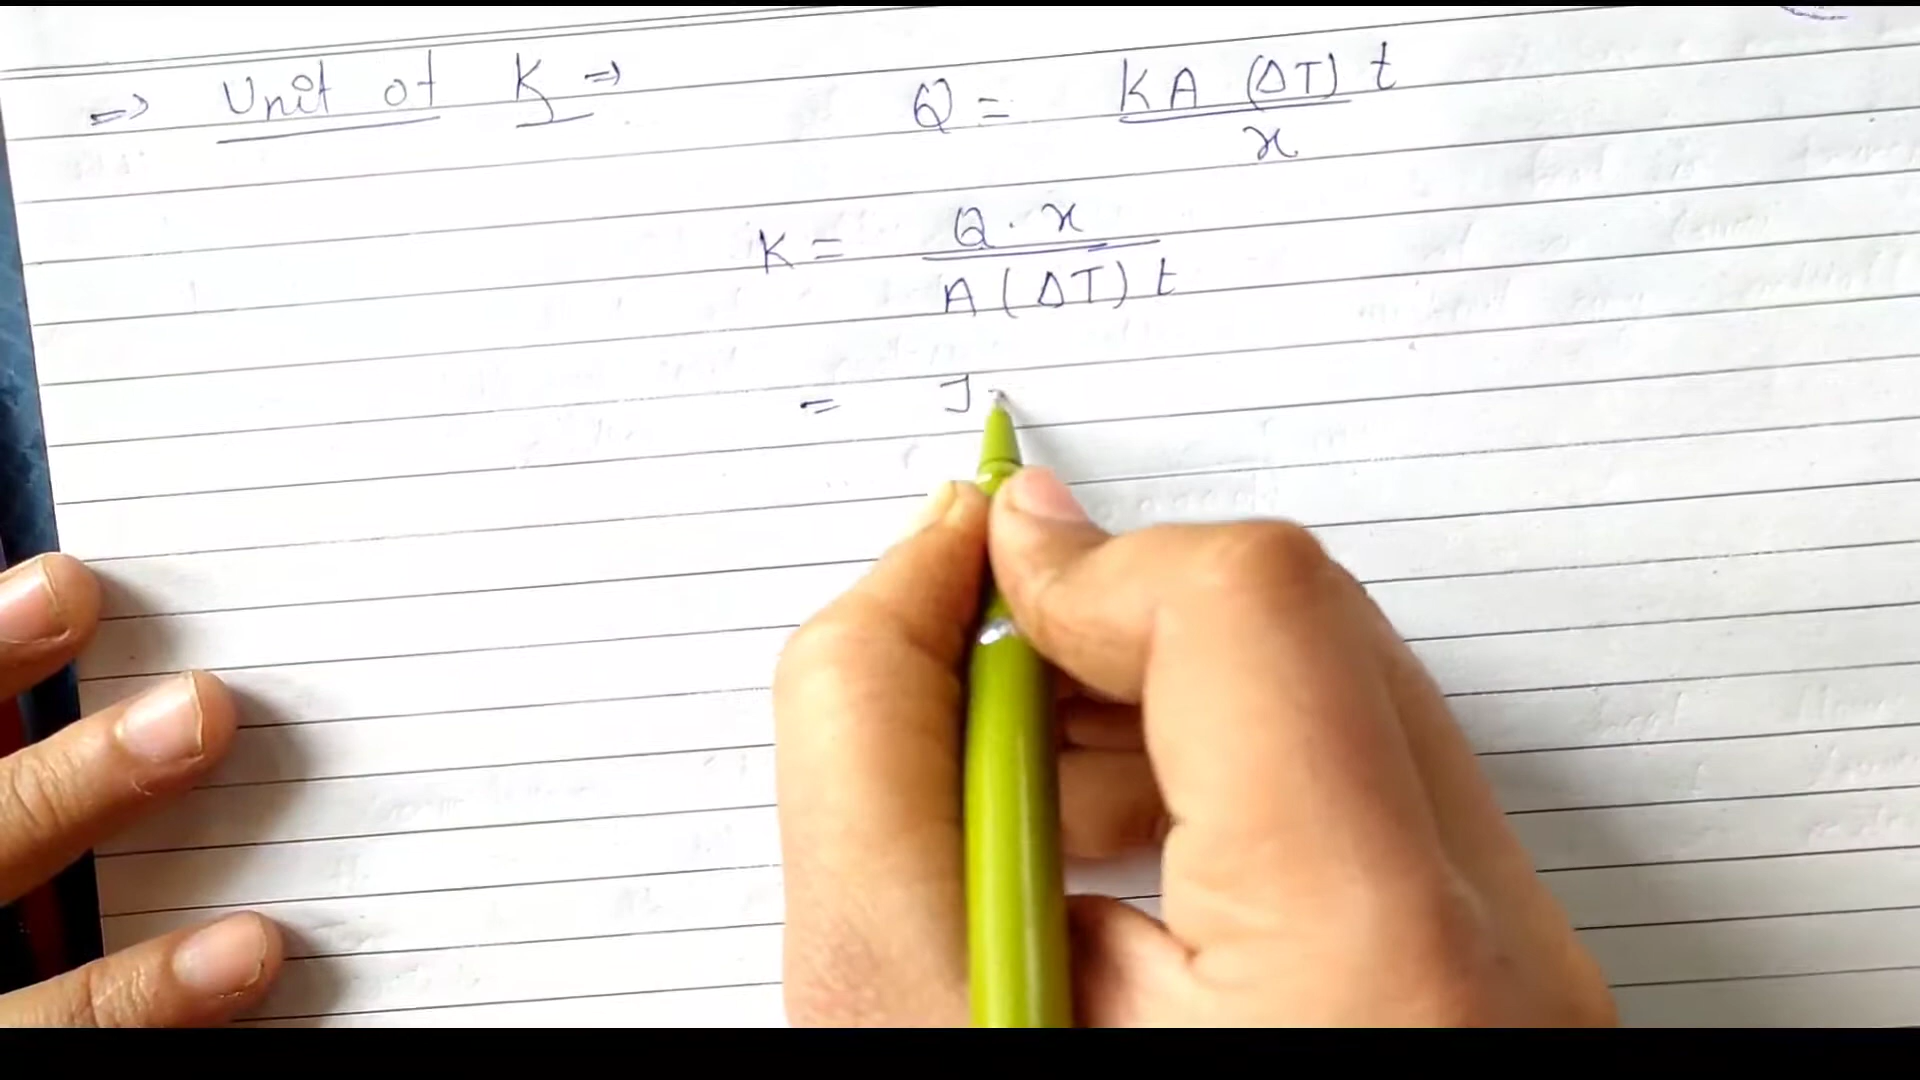 ⇒ Unit of K ⇒ Q = KA (ΔT) t / x
K = Q . x / A (ΔT) t
= J